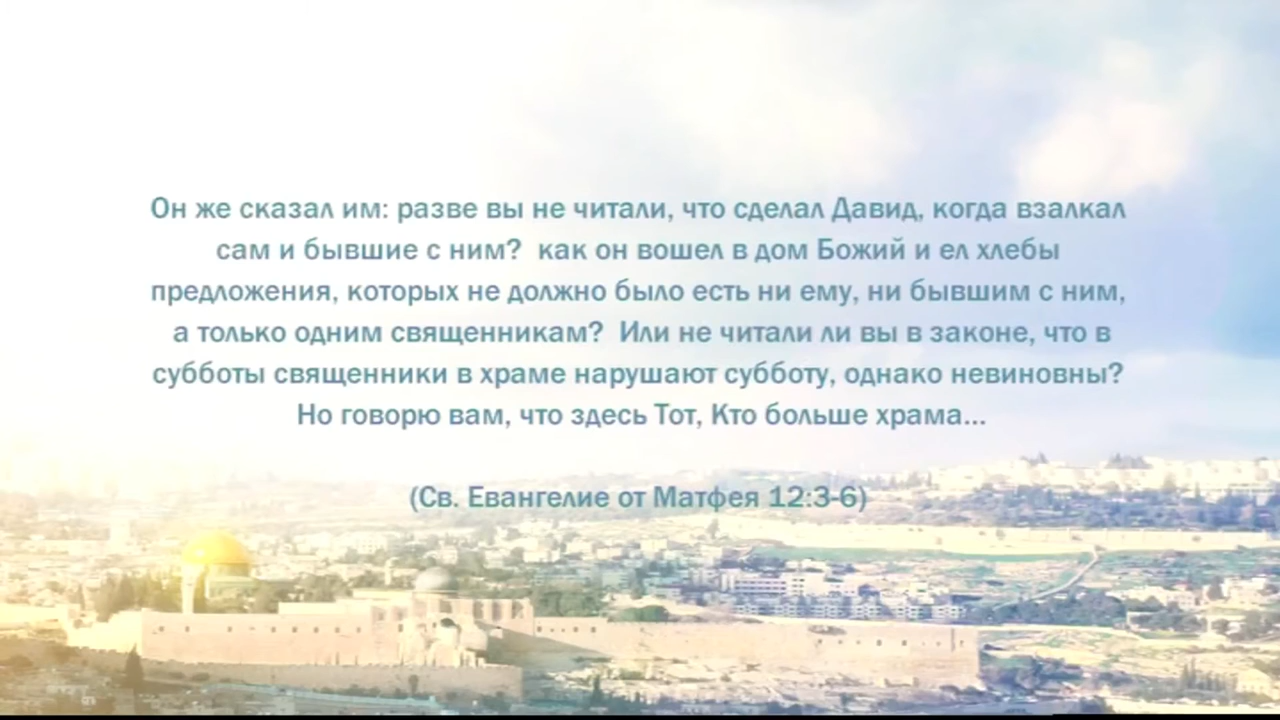 Он же сказал им: разве вы не читали, что сделал Давид, когда взалкал
сам и бывшие с ним?  как он вошел в дом Божий и ел хлебы
предложения, которых не должно было есть ни ему, ни бывшим с ним,
а только одним священникам?  Или не читали ли вы в законе, что в
субботы священники в храме нарушают субботу, однако невиновны?
Но говорю вам, что здесь Тот, Кто больше храма...
(Св. Евангелие от Матфея 12:3-6)